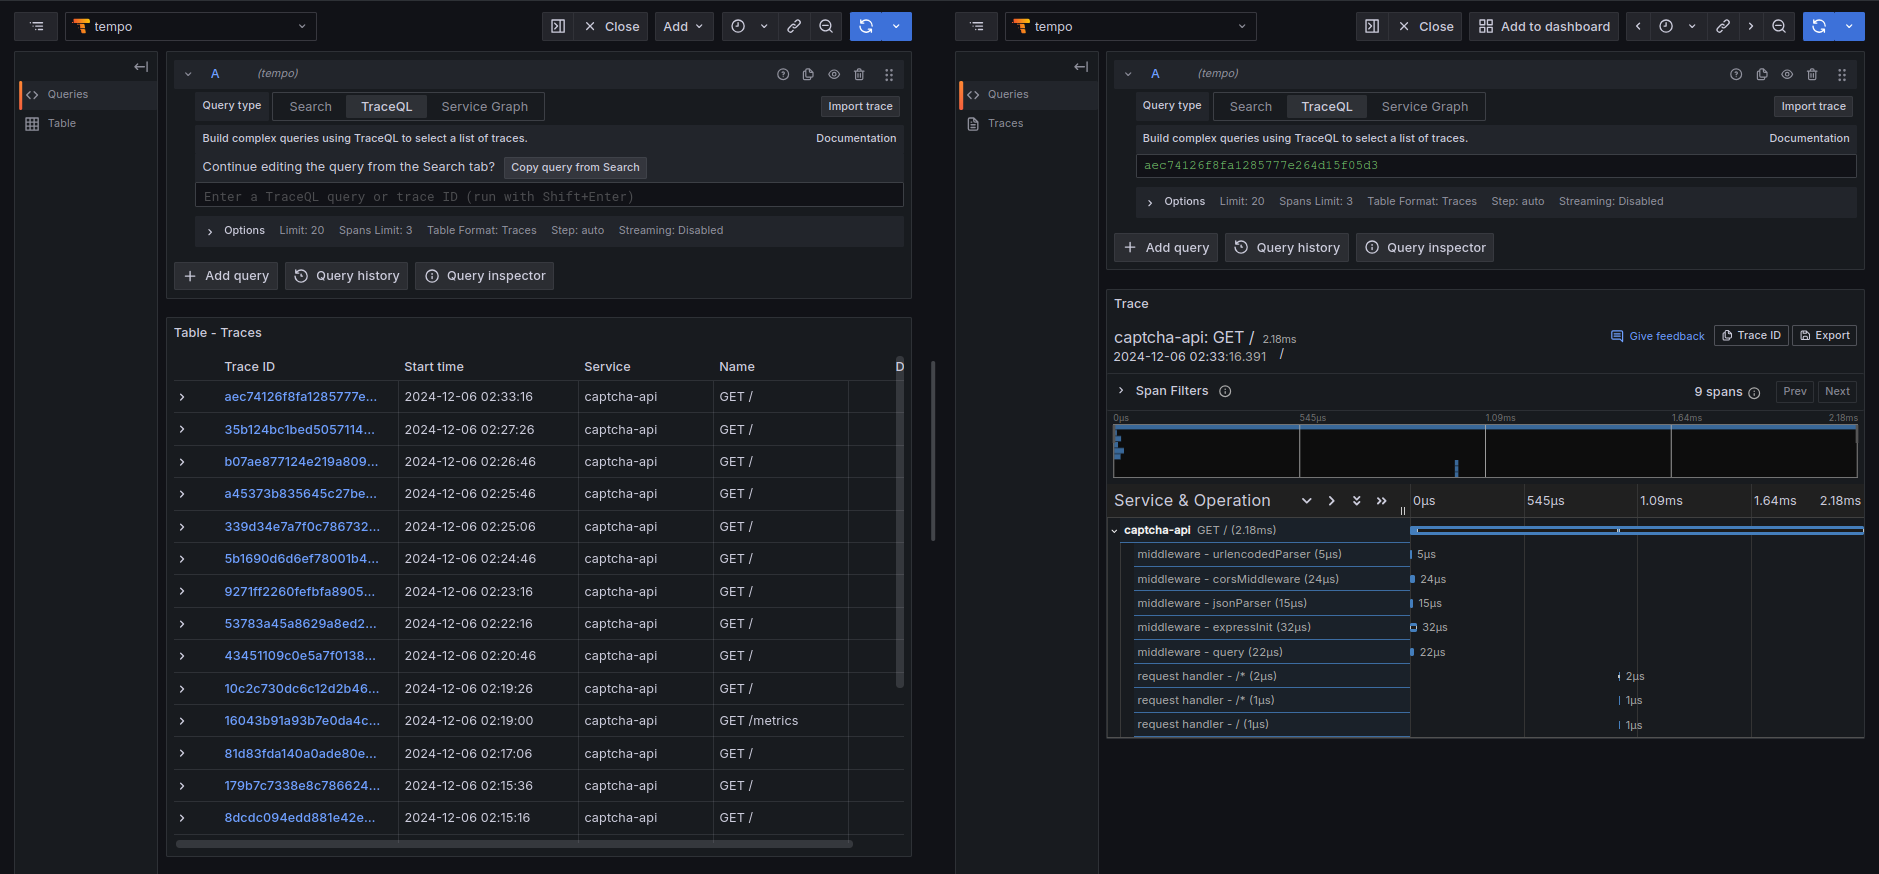 tempo
Close
Add
A (tempo)
Queries
Table
Query type Search TraceQL Service Graph Import trace
Build complex queries using TraceQL to select a list of traces. Documentation
Continue editing the query from the Search tab? Copy query from Search
Enter a TraceQL query or trace ID (run with Shift+Enter)
Options Limit: 20 Spans Limit: 3 Table Format: Traces Step: auto Streaming: Disabled
Add query Query history Query inspector
Table - Traces
Trace ID Start time Service Name D
aec74126f8fa1285777e... 2024-12-06 02:33:16 captcha-api GET /
35b124bc1bed5057114... 2024-12-06 02:27:26 captcha-api GET /
b07ae877124e219a809... 2024-12-06 02:26:46 captcha-api GET /
a45373b835645c27be... 2024-12-06 02:25:46 captcha-api GET /
339d34e7a7f0c786732... 2024-12-06 02:25:06 captcha-api GET /
5b1690d6d6ef78001b4... 2024-12-06 02:24:46 captcha-api GET /
9271ff2260fefbfa8905... 2024-12-06 02:23:16 captcha-api GET /
53783a45a8629a8ed2... 2024-12-06 02:22:16 captcha-api GET /
43451109c0e5a7f0138... 2024-12-06 02:20:46 captcha-api GET /
10c2c730dc6c12d2b46... 2024-12-06 02:19:26 captcha-api GET /
16043b91a93b7e0da4c... 2024-12-06 02:19:00 captcha-api GET /metrics
81d83fda140a0ade80e... 2024-12-06 02:17:06 captcha-api GET /
179b7c7338e8c786624... 2024-12-06 02:15:36 captcha-api GET /
8dcdc094edd881e42e... 2024-12-06 02:15:16 captcha-api GET /
tempo
Close
Add to dashboard
A (tempo)
Queries
Traces
Query type Search TraceQL Service Graph Import trace
Build complex queries using TraceQL to select a list of traces. Documentation
aec74126f8fa1285777e264d15f05d3
Options Limit: 20 Spans Limit: 3 Table Format: Traces Step: auto Streaming: Disabled
Add query Query history Query inspector
Trace
captcha-api: GET / 2.18ms Give feedback Trace ID Export
2024-12-06 02:33:16.391 /
Span Filters 9 spans Prev Next
0μs 545μs 1.09ms 1.64ms 2.18ms
Service & Operation 0μs 545μs 1.09ms 1.64ms 2.18ms
captcha-api GET / (2.18ms)
middleware - urlencodedParser (5μs) 5μs
middleware - corsMiddleware (24μs) 24μs
middleware - jsonParser (15μs) 15μs
middleware - expressInit (32μs) 32μs
middleware - query (22μs) 22μs
request handler - /* (2μs) 2μs
request handler - /* (1μs) 1μs
request handler - / (1μs) 1μs